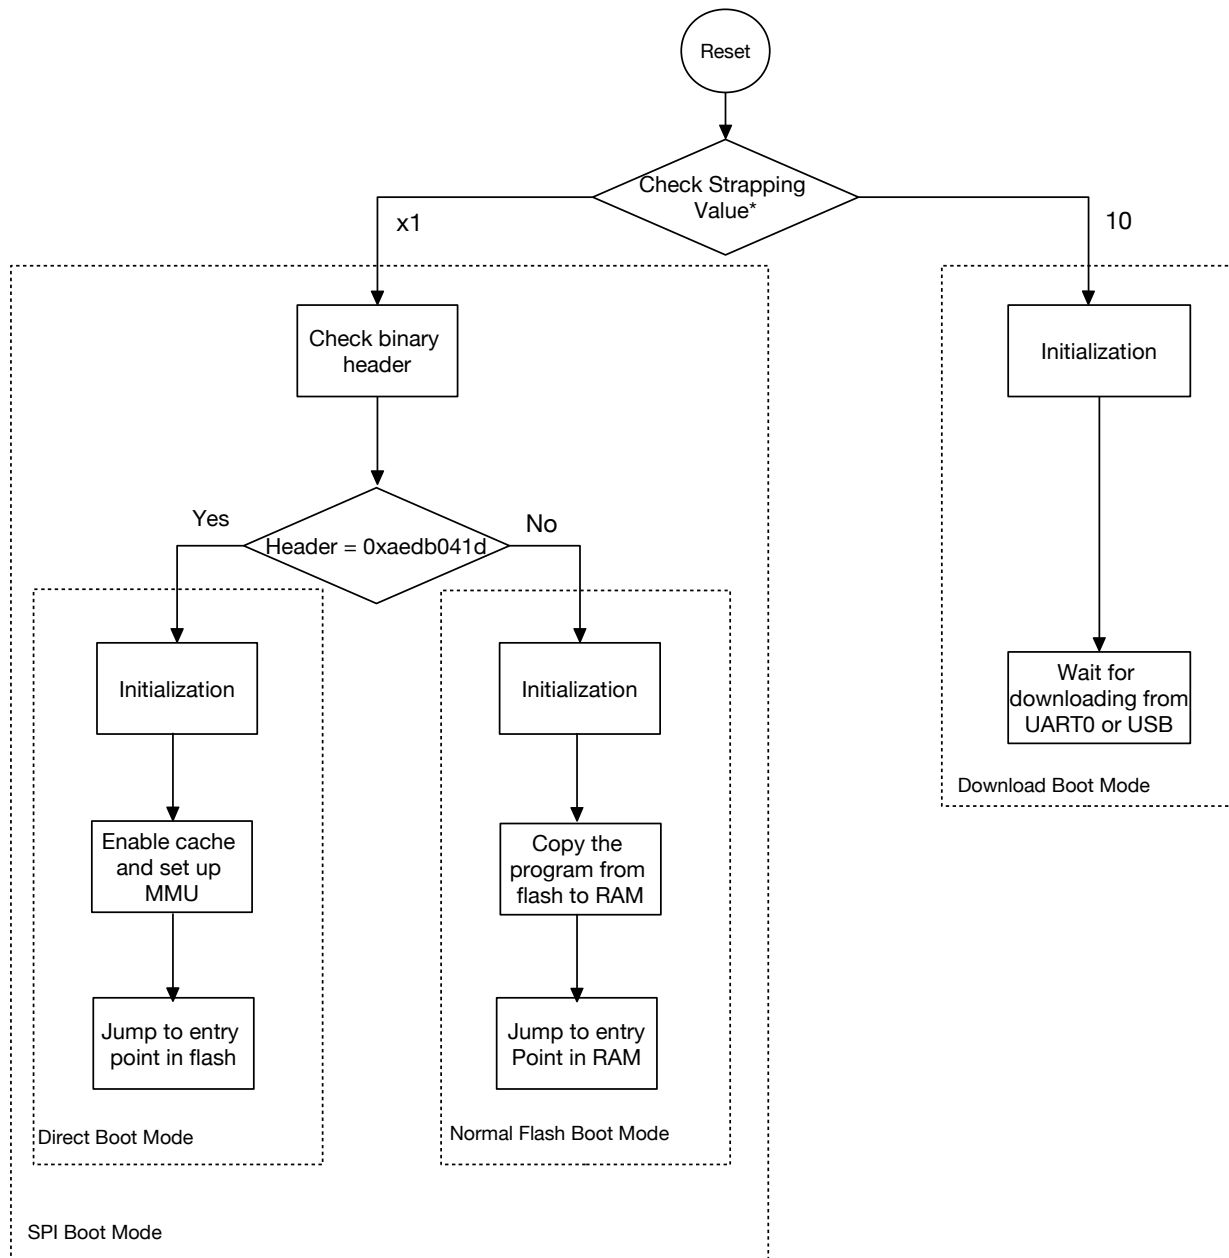 Reset
Check Strapping
Value*
x1
10
Check binary
header
Initialization
Yes
No
Header = 0xaedb041d
Initialization
Initialization
Wait for
downloading from
UART0 or USB
Download Boot Mode
Enable cache
and set up
MMU
Copy the
program from
flash to RAM
Jump to entry
point in flash
Jump to entry
Point in RAM
Direct Boot Mode
Normal Flash Boot Mode
SPI Boot Mode